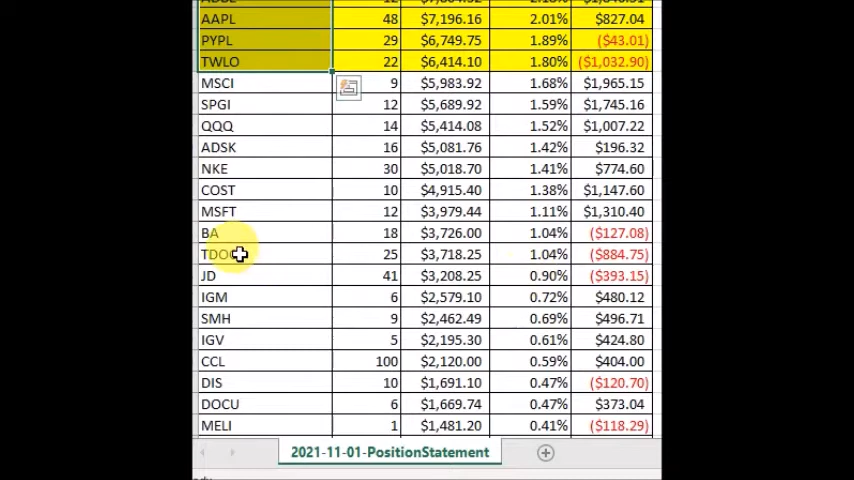 AAPL 48 $7,196.16 2.01% $827.04
PYPL 29 $6,749.75 1.89% ($43.01)
TWLO 22 $6,414.10 1.80% ($1,032.90)
MSCI 9 $5,983.92 1.68% $1,965.15
SPGI 12 $5,689.92 1.59% $1,745.16
QQQ 14 $5,414.08 1.52% $1,007.22
ADSK 16 $5,081.76 1.42% $196.32
NKE 30 $5,018.70 1.41% $774.60
COST 10 $4,915.40 1.38% $1,147.60
MSFT 12 $3,979.44 1.11% $1,310.40
BA 18 $3,726.00 1.04% ($127.08)
TDOC 25 $3,718.25 1.04% ($884.75)
JD 41 $3,208.25 0.90% ($393.15)
IGM 6 $2,579.10 0.72% $480.12
SMH 9 $2,462.49 0.69% $496.71
IGV 5 $2,195.30 0.61% $424.80
CCL 100 $2,120.00 0.59% $404.00
DIS 10 $1,691.10 0.47% ($120.70)
DOCU 6 $1,669.74 0.47% $373.04
MELI 1 $1,481.20 0.41% ($118.29)
2021-11-01-PositionStatement